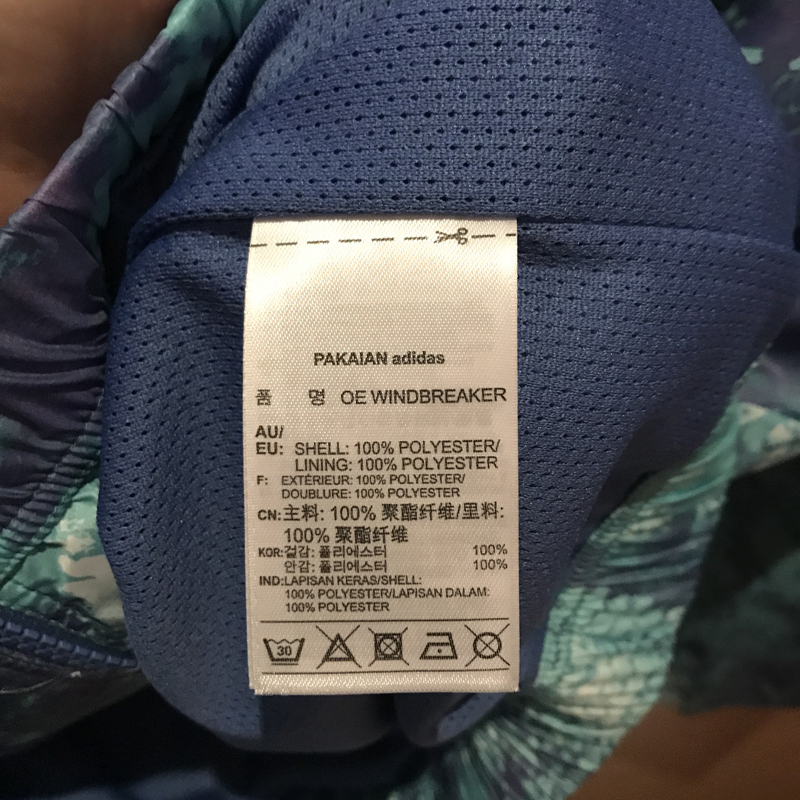 PAKAIAN adidas
품 명 OE WINDBREAKER
AU/
EU: SHELL: 100% POLYESTER/
LINING: 100% POLYESTER
F: EXTÉRIEUR: 100% POLYESTER/
DOUBLURE: 100% POLYESTER
CN:主料: 100% 聚酯纤维/里料:
100% 聚酯纤维
KOR:겉감: 폴리에스터 100%
안감: 폴리에스터 100%
IND:LAPISAN KERAS/SHELL:
100% POLYESTER/LAPISAN DALAM:
100% POLYESTER
30